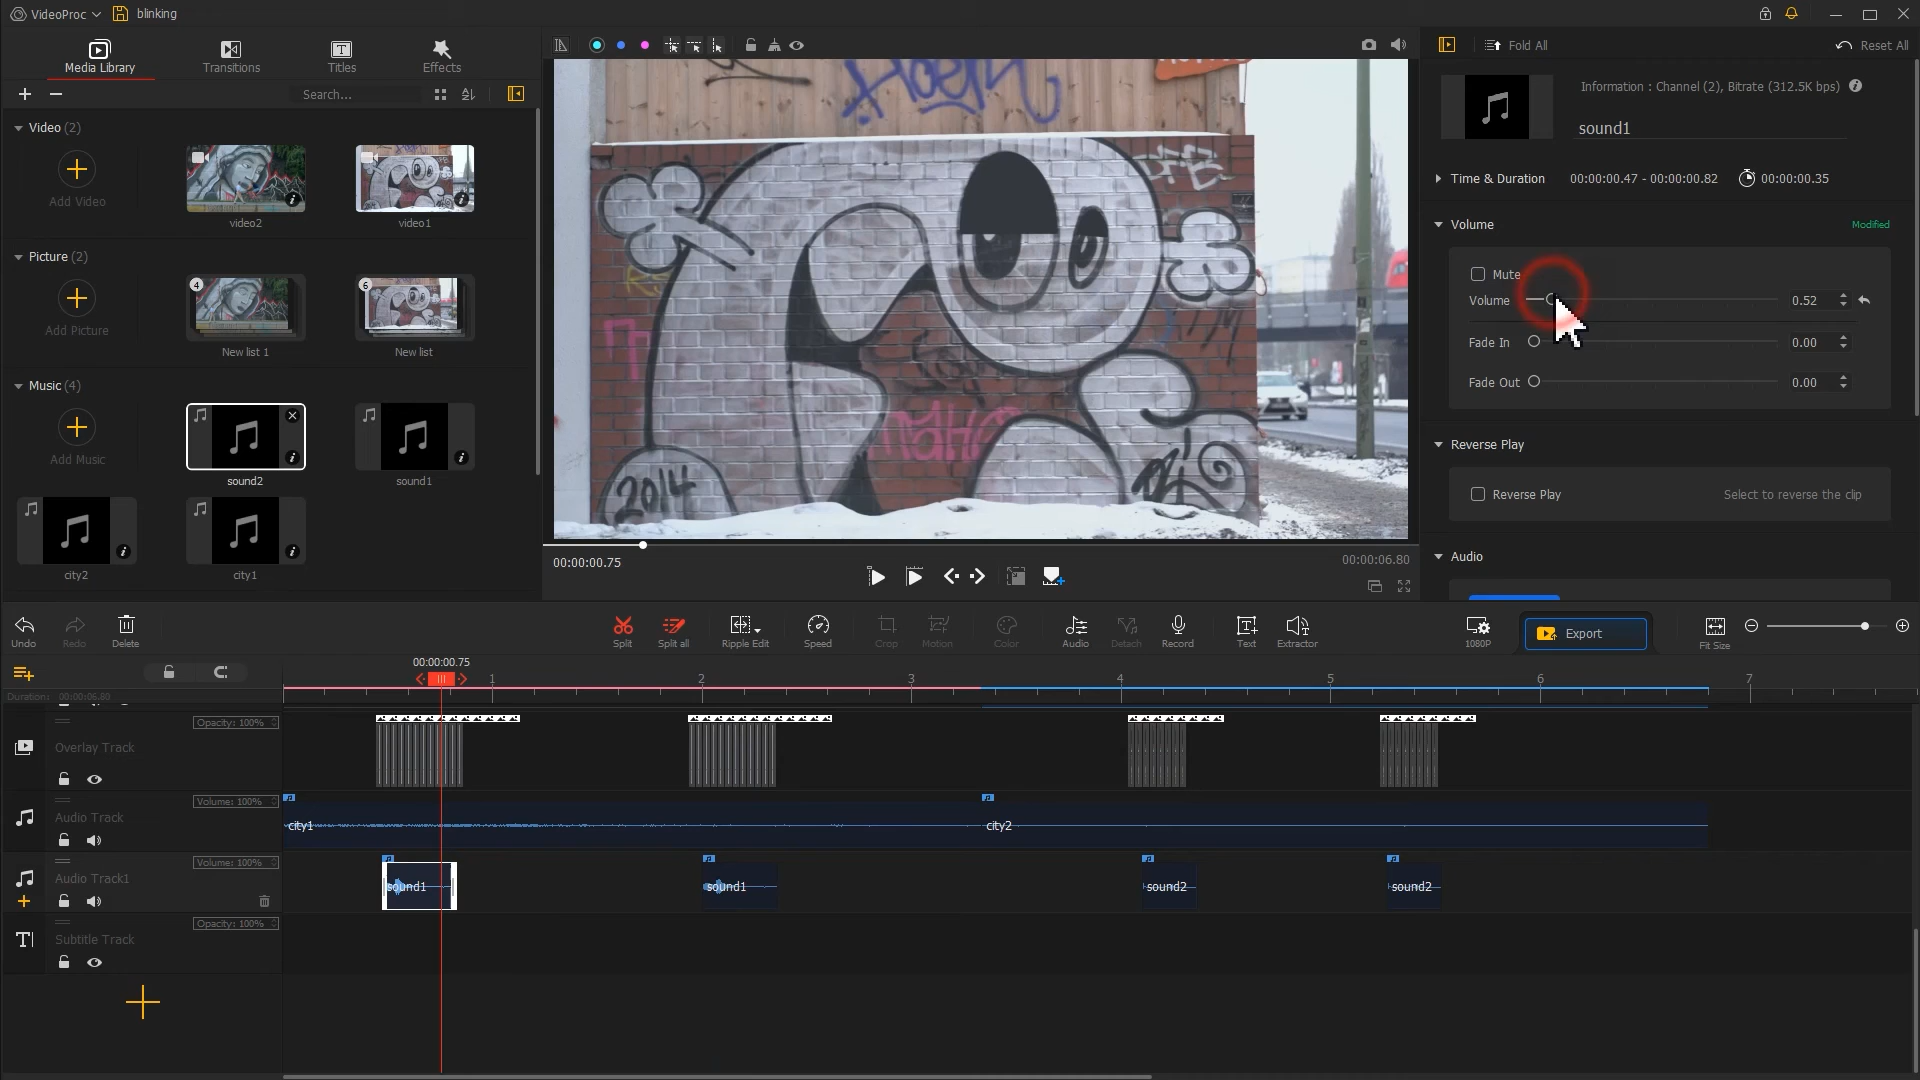 VideoProc
blinking
Media Library
Transitions
Titles
Effects
Search...
Fold All
Reset All
Information : Channel (2), Bitrate (312.5K bps)
sound1
Time & Duration 00:00:00.47 - 00:00:00.82 00:00:00.35
Volume
Modified
Mute
Volume 0.52
Fade In 0.00
Fade Out 0.00
Reverse Play
Reverse Play
Select to reverse the clip
Audio
Video (2)
Add Video
video2
video1
Picture (2)
Add Picture
4
New list 1
6
New list
Music (4)
Add Music
sound2
sound1
city2
city1
2014
00:00:00.75
00:00:06.80
Undo
Redo
Delete
Split
Split all
Ripple Edit
Speed
Crop
Motion
Color
Audio
Detach
Record
Text
Extractor
1080P
Export
Fit Size
00:00:00.75
1 2 3 4 5 6 7
Duration: 00:00:06.80
Opacity: 100%
Overlay Track
Volume: 100%
Audio Track
city1
city2
Volume: 100%
Audio Track1
sound1
sound1
sound2
sound2
Opacity: 100%
Subtitle Track